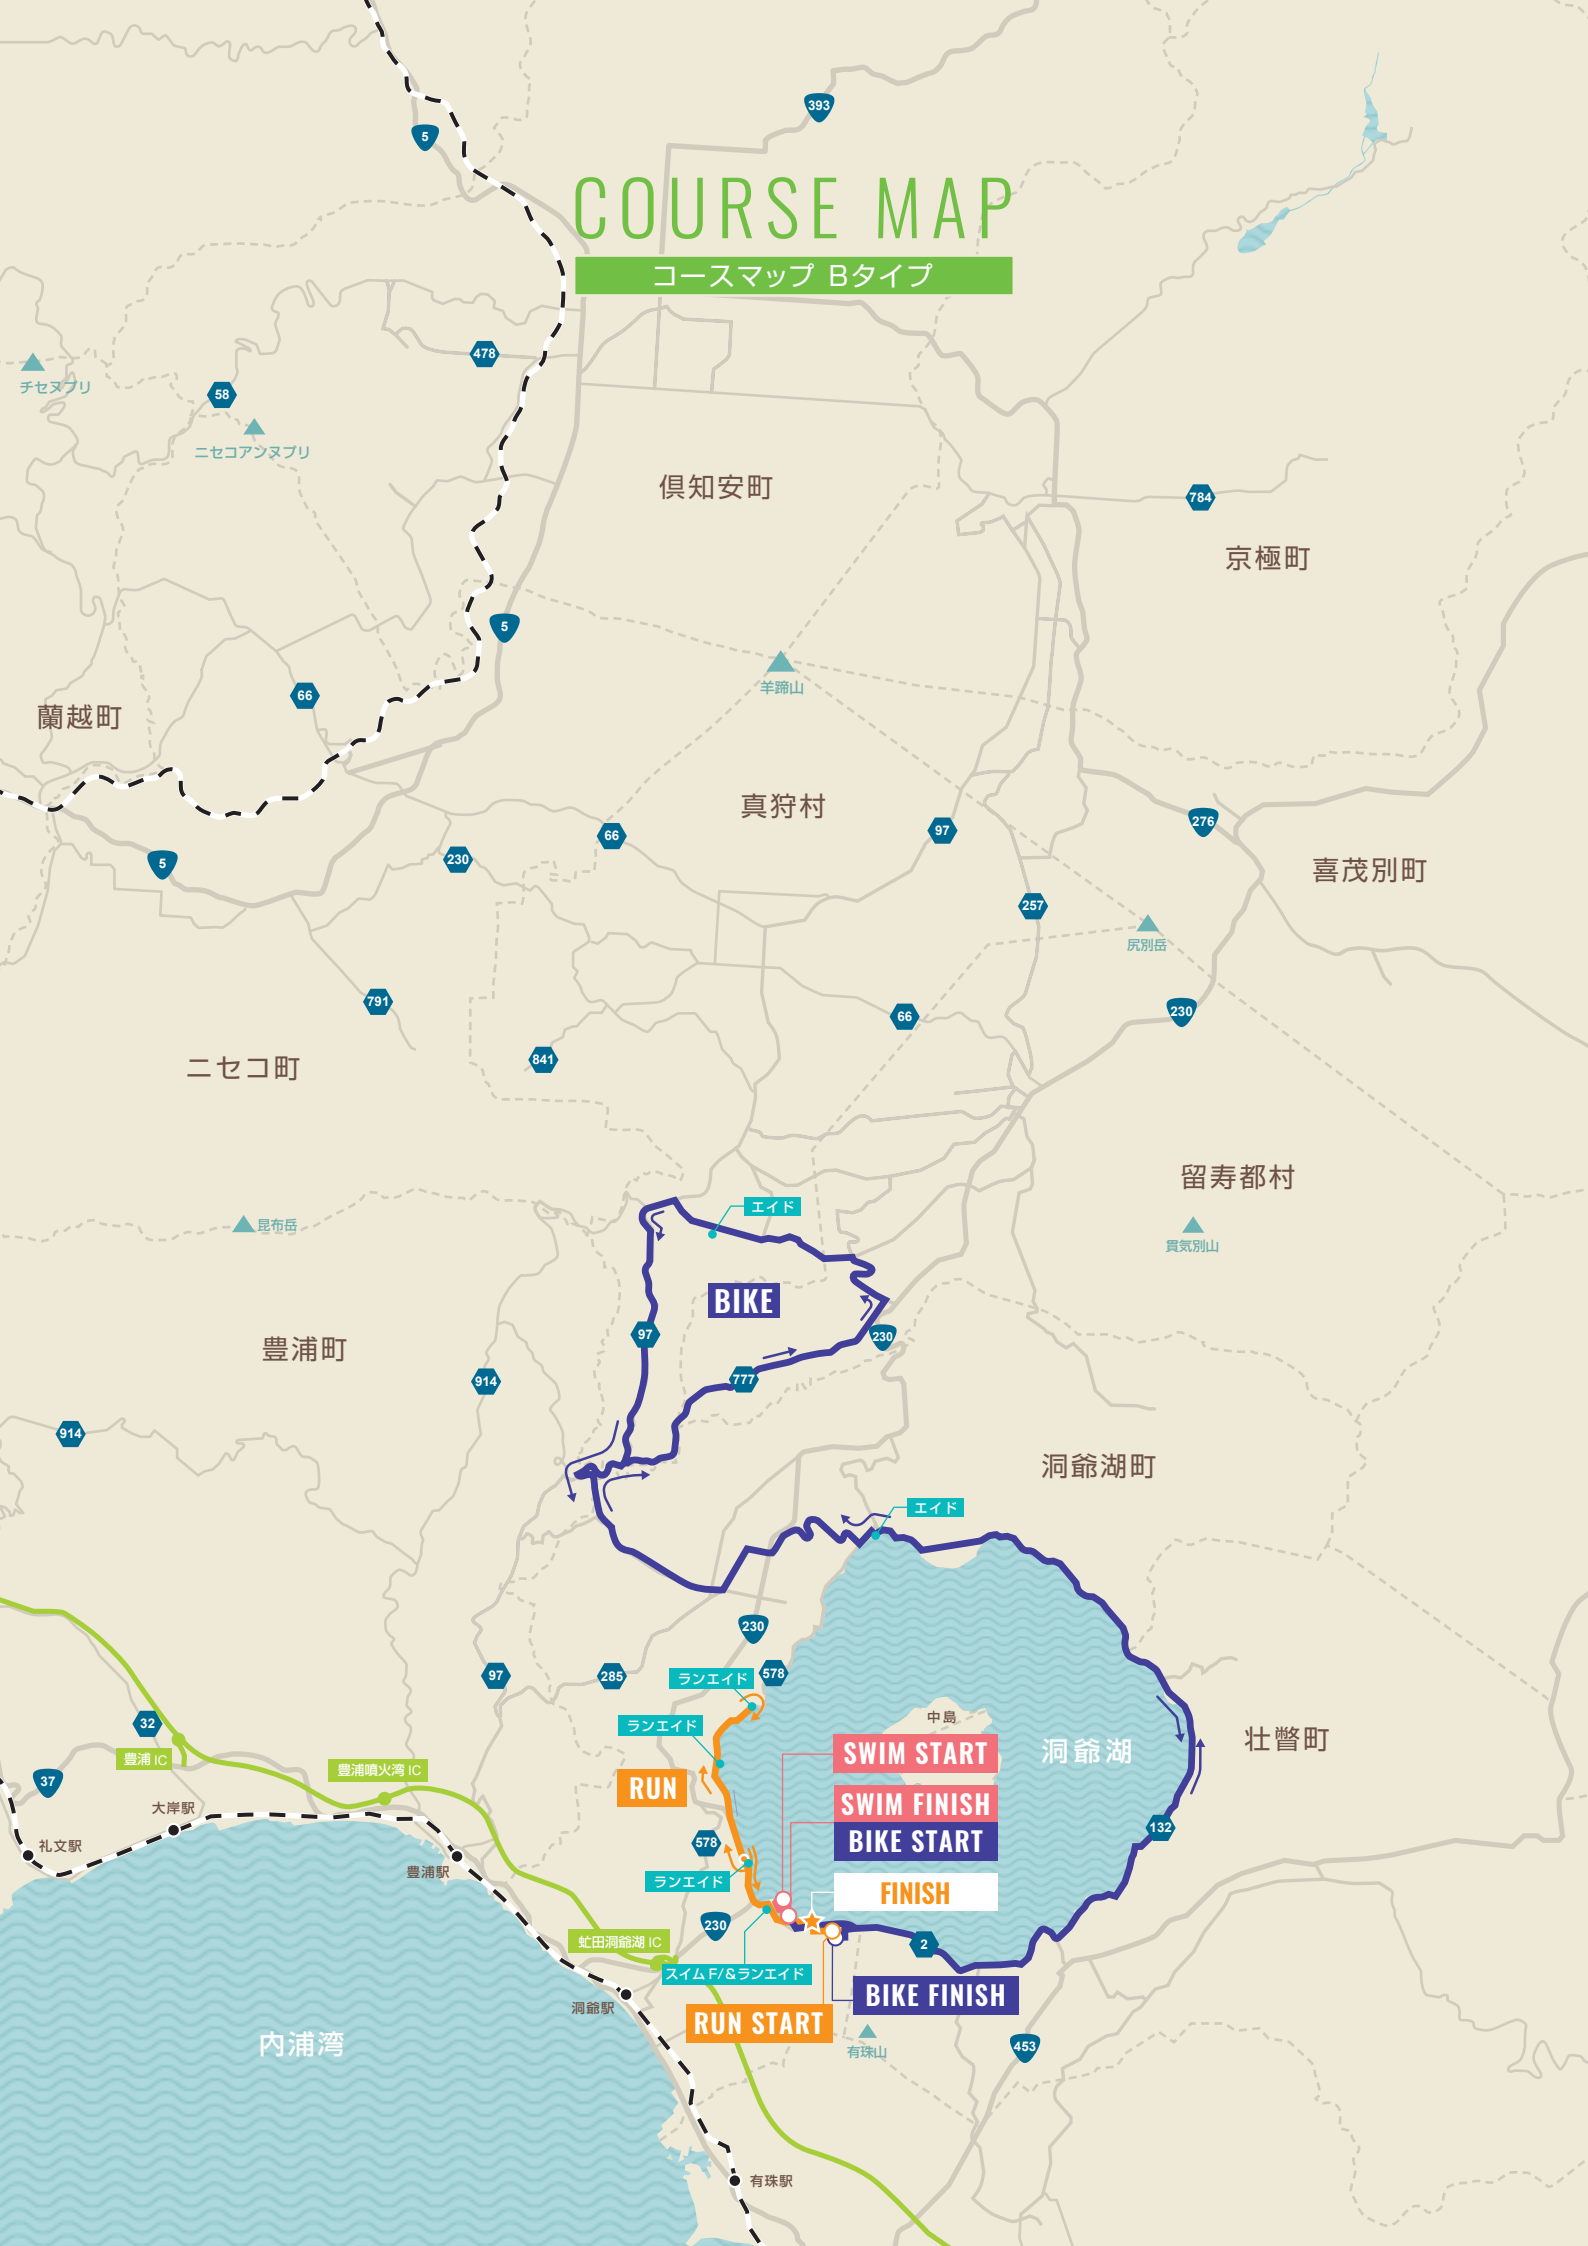 393
5
COURSE MAP
コースマップ Bタイプ
478
チセヌプリ
58
ニセコアンヌプリ
倶知安町
784
京極町
5
羊蹄山
66
蘭越町
真狩村
276
66
97
230
5
喜茂別町
257
尻別岳
791
66
230
841
ニセコ町
留寿都村
エイド
昆布岳
貫気別山
BIKE
97
230
豊浦町
777
914
914
洞爺湖町
エイド
230
578
97
285
ランエイド
中島
ランエイド
32
豊浦 IC
SWIM START
洞爺湖
壮瞥町
豊浦噴火湾 IC
37
RUN
SWIM FINISH
大岸駅
132
礼文駅
578
BIKE START
豊浦駅
ランエイド
FINISH
230
虻田洞爺湖 IC
2
スイム F/&ランエイド
BIKE FINISH
洞爺駅
RUN START
内浦湾
有珠山
453
有珠駅